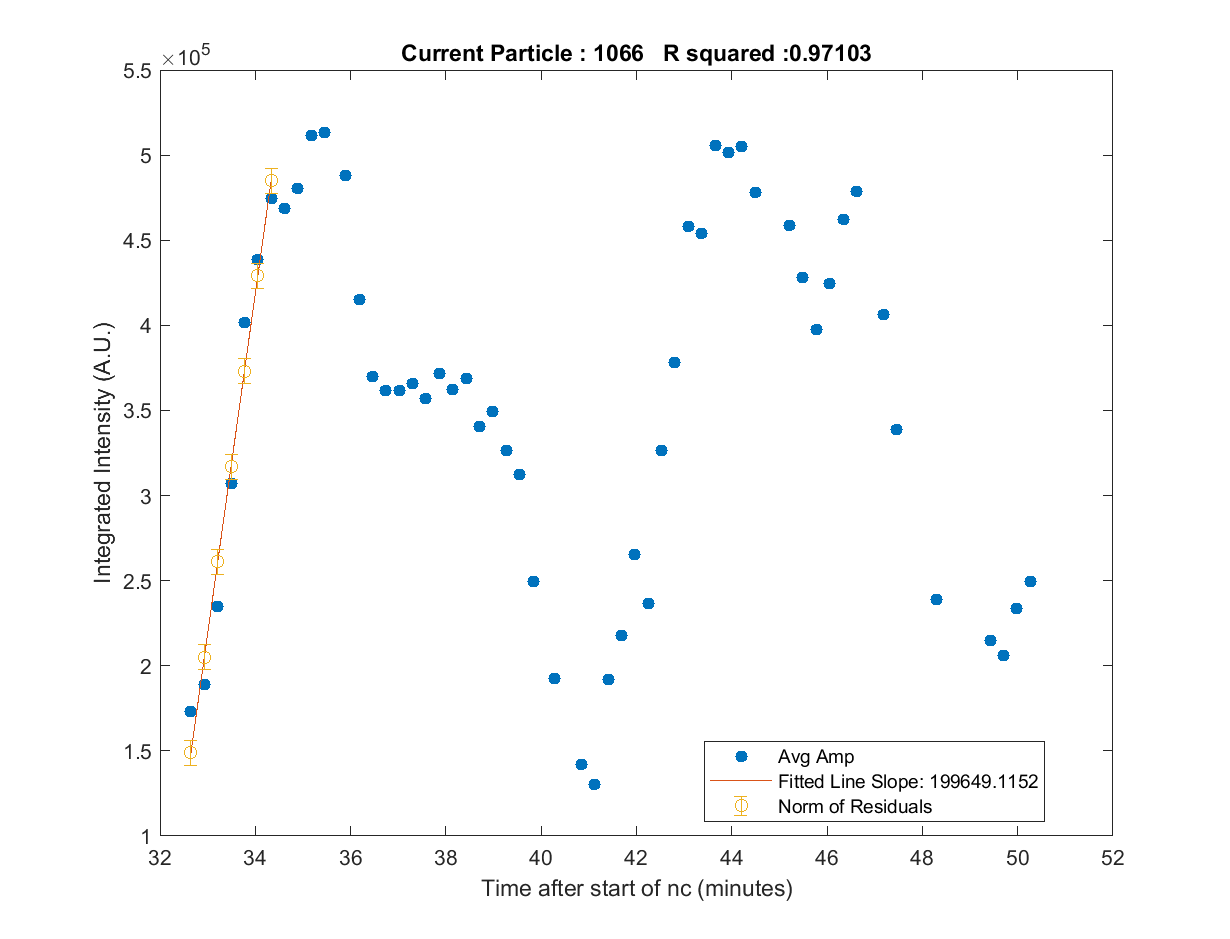 Current Particle : 1066 R squared :0.97103
×10^5
5.5
5
4.5
4
3.5
3
2.5
2
1.5
1
Integrated Intensity (A.U.)
32 34 36 38 40 42 44 46 48 50 52
Time after start of nc (minutes)
Avg Amp
Fitted Line Slope: 199649.1152
Norm of Residuals